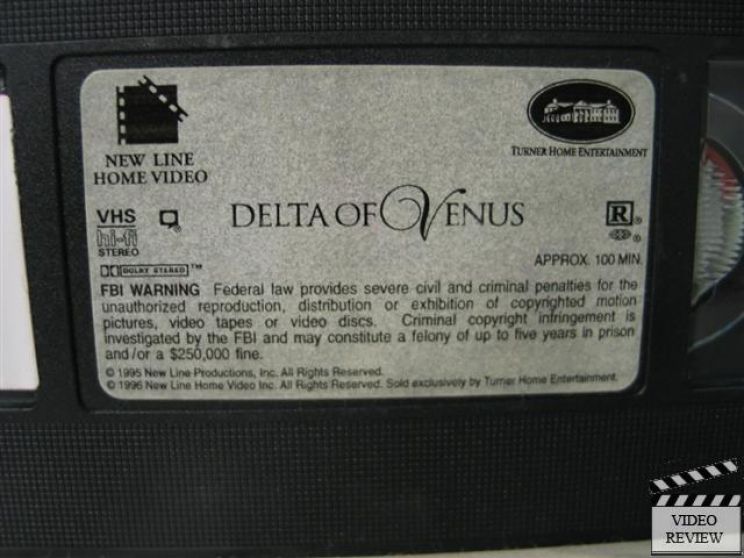 NEW LINE
HOME VIDEO
TURNER HOME ENTERTAINMENT
VHS
hi-fi
STEREO
DOLBY STEREO TM
DELTA OF VENUS
R
APPROX. 100 MIN.
FBI WARNING Federal law provides severe civil and criminal penalties for the
unauthorized reproduction, distribution or exhibition of copyrighted motion
pictures, video tapes or video discs. Criminal copyright infringement is
investigated by the FBI and may constitute a felony of up to five years in prison
and/or a $250,000 fine.
© 1995 New Line Productions, Inc. All Rights Reserved.
© 1996 New Line Home Video Inc. All Rights Reserved. Sold exclusively by Turner Home Entertainment.
VIDEO
REVIEW